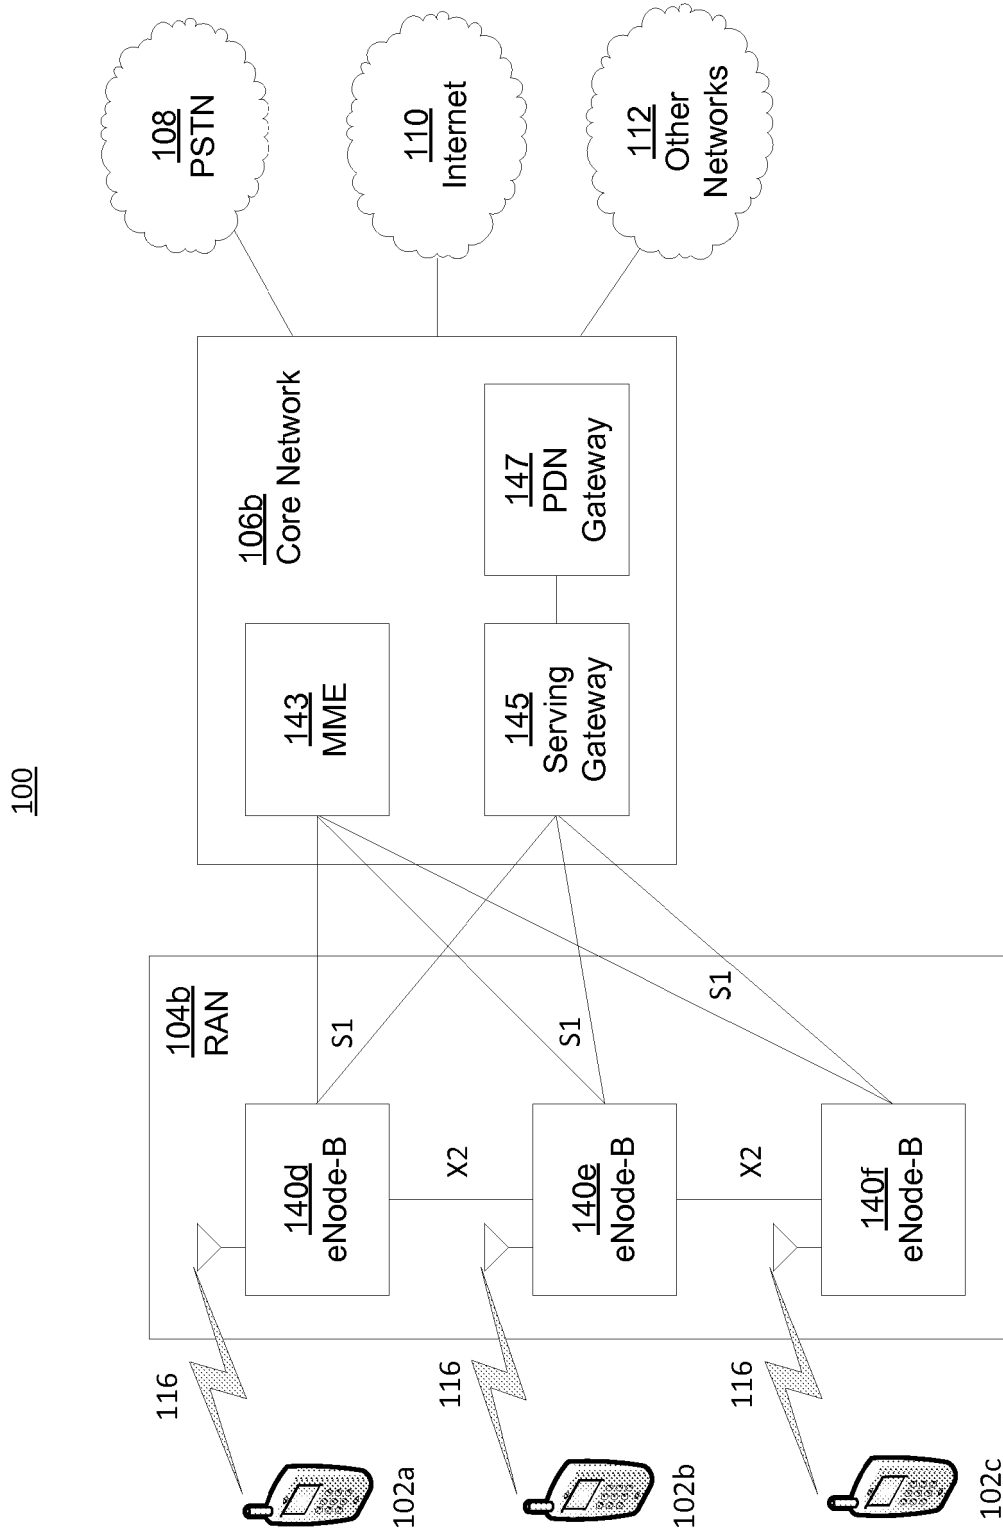 100
104b
RAN
106b
Core Network
108
PSTN
110
Internet
112
Other
Networks
143
MME
145
Serving
Gateway
147
PDN
Gateway
140d
eNode-B
140e
eNode-B
140f
eNode-B
S1
S1
S1
X2
X2
116
116
116
102a
102b
102c